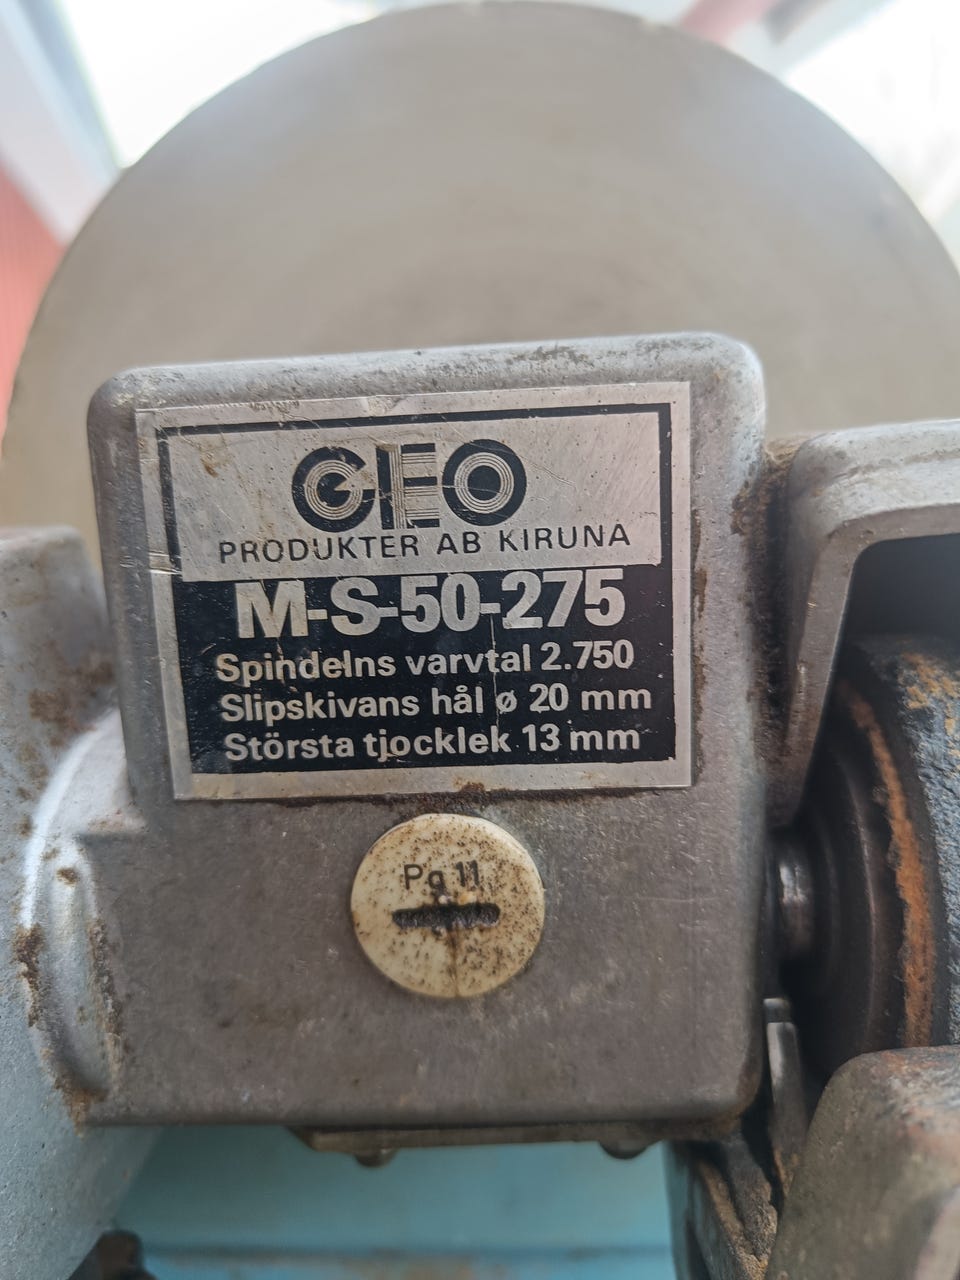 GEO
PRODUKTER AB KIRUNA
M-S-50-275
Spindelns varvtal 2.750
Slipskivans hål ø 20 mm
Största tjocklek 13 mm
Pg 11